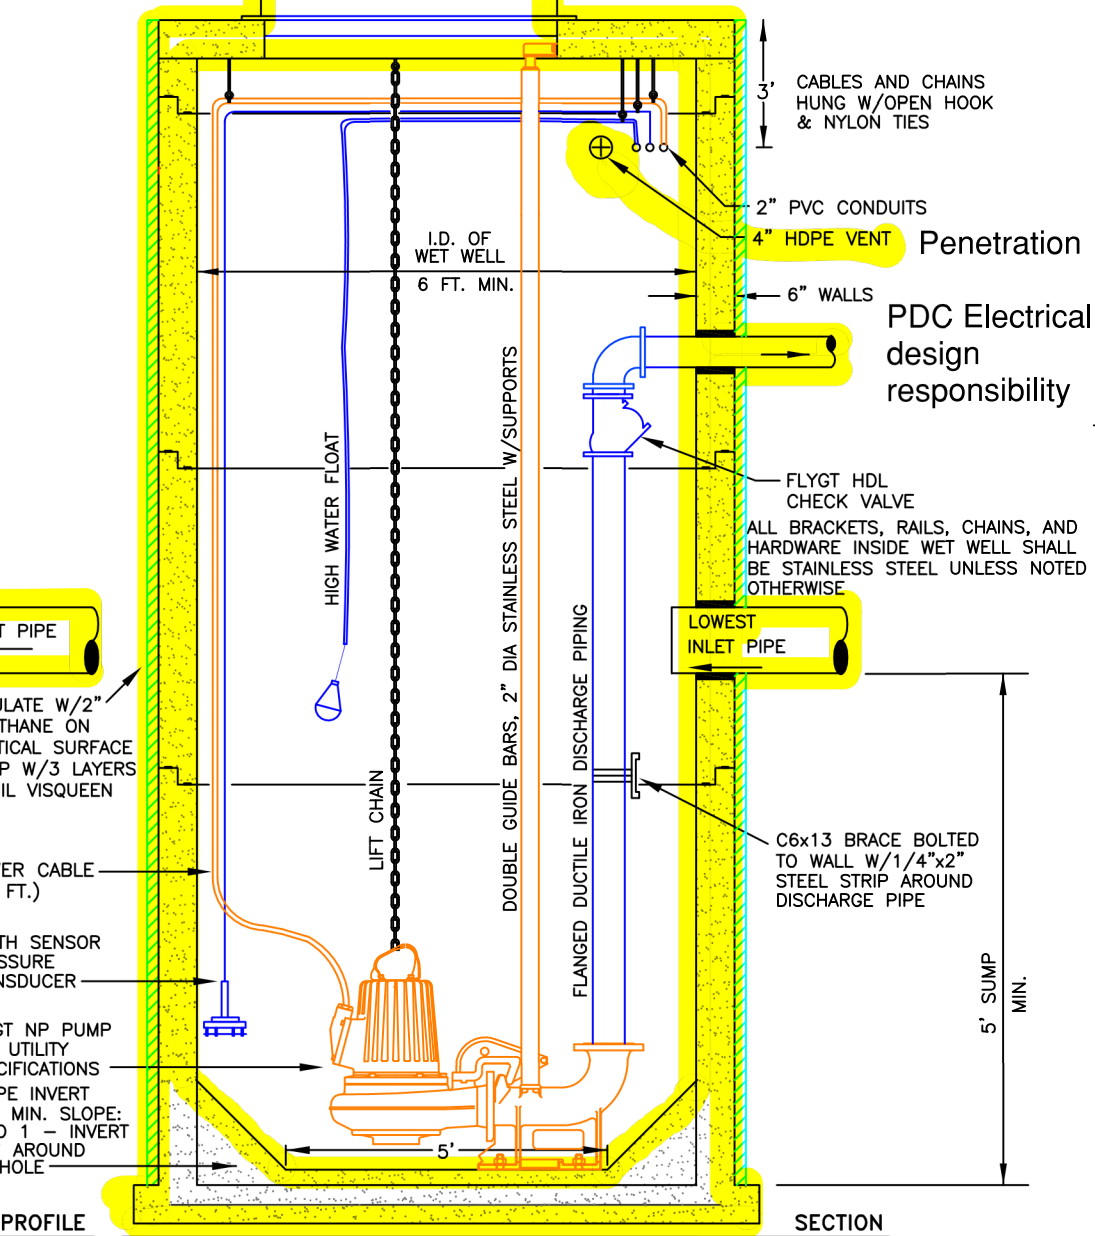 3'
CABLES AND CHAINS
HUNG W/OPEN HOOK
& NYLON TIES
2" PVC CONDUITS
4" HDPE VENT
Penetration
I.D. OF
WET WELL
6 FT. MIN.
6" WALLS
PDC Electrical
design
responsibility
HIGH WATER FLOAT
LIFT CHAIN
DOUBLE GUIDE BARS, 2" DIA STAINLESS STEEL W/SUPPORTS
FLANGED DUCTILE IRON DISCHARGE PIPING
FLYGT HDL
CHECK VALVE
ALL BRACKETS, RAILS, CHAINS, AND
HARDWARE INSIDE WET WELL SHALL
BE STAINLESS STEEL UNLESS NOTED
OTHERWISE
LOWEST
INLET PIPE
T PIPE
ULATE W/2"
THANE ON
TICAL SURFACE
P W/3 LAYERS
IL VISQUEEN
C6x13 BRACE BOLTED
TO WALL W/1/4"x2"
STEEL STRIP AROUND
DISCHARGE PIPE
ER CABLE
FT.)
TH SENSOR
SSURE
NSDUCER
GT NP PUMP
UTILITY
CIFICATIONS
PE INVERT
MIN. SLOPE:
O 1 – INVERT
AROUND
HOLE
5'
5' SUMP
MIN.
PROFILE
SECTION